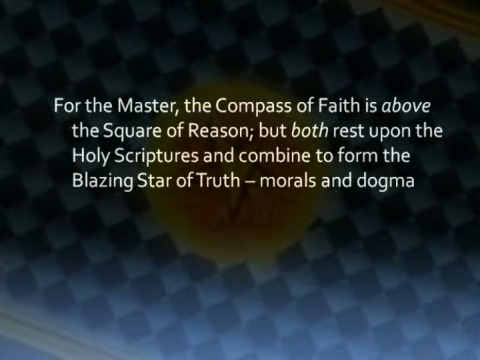 For the Master, the Compass of Faith is above
the Square of Reason; but both rest upon the
Holy Scriptures and combine to form the
Blazing Star of Truth – morals and dogma